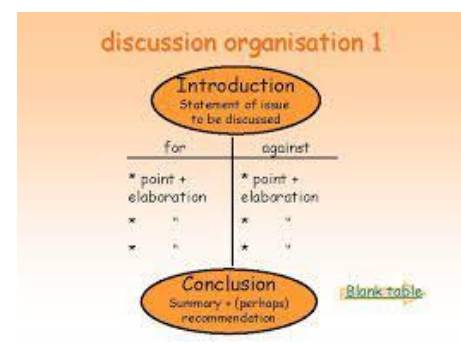 discussion organisation 1
Introduction
Statement of issue
to be discussed
for against
* point + * point +
elaboration elaboration
* " * "
* " * "
Conclusion
Summary + (perhaps)
recommendation
Blank table